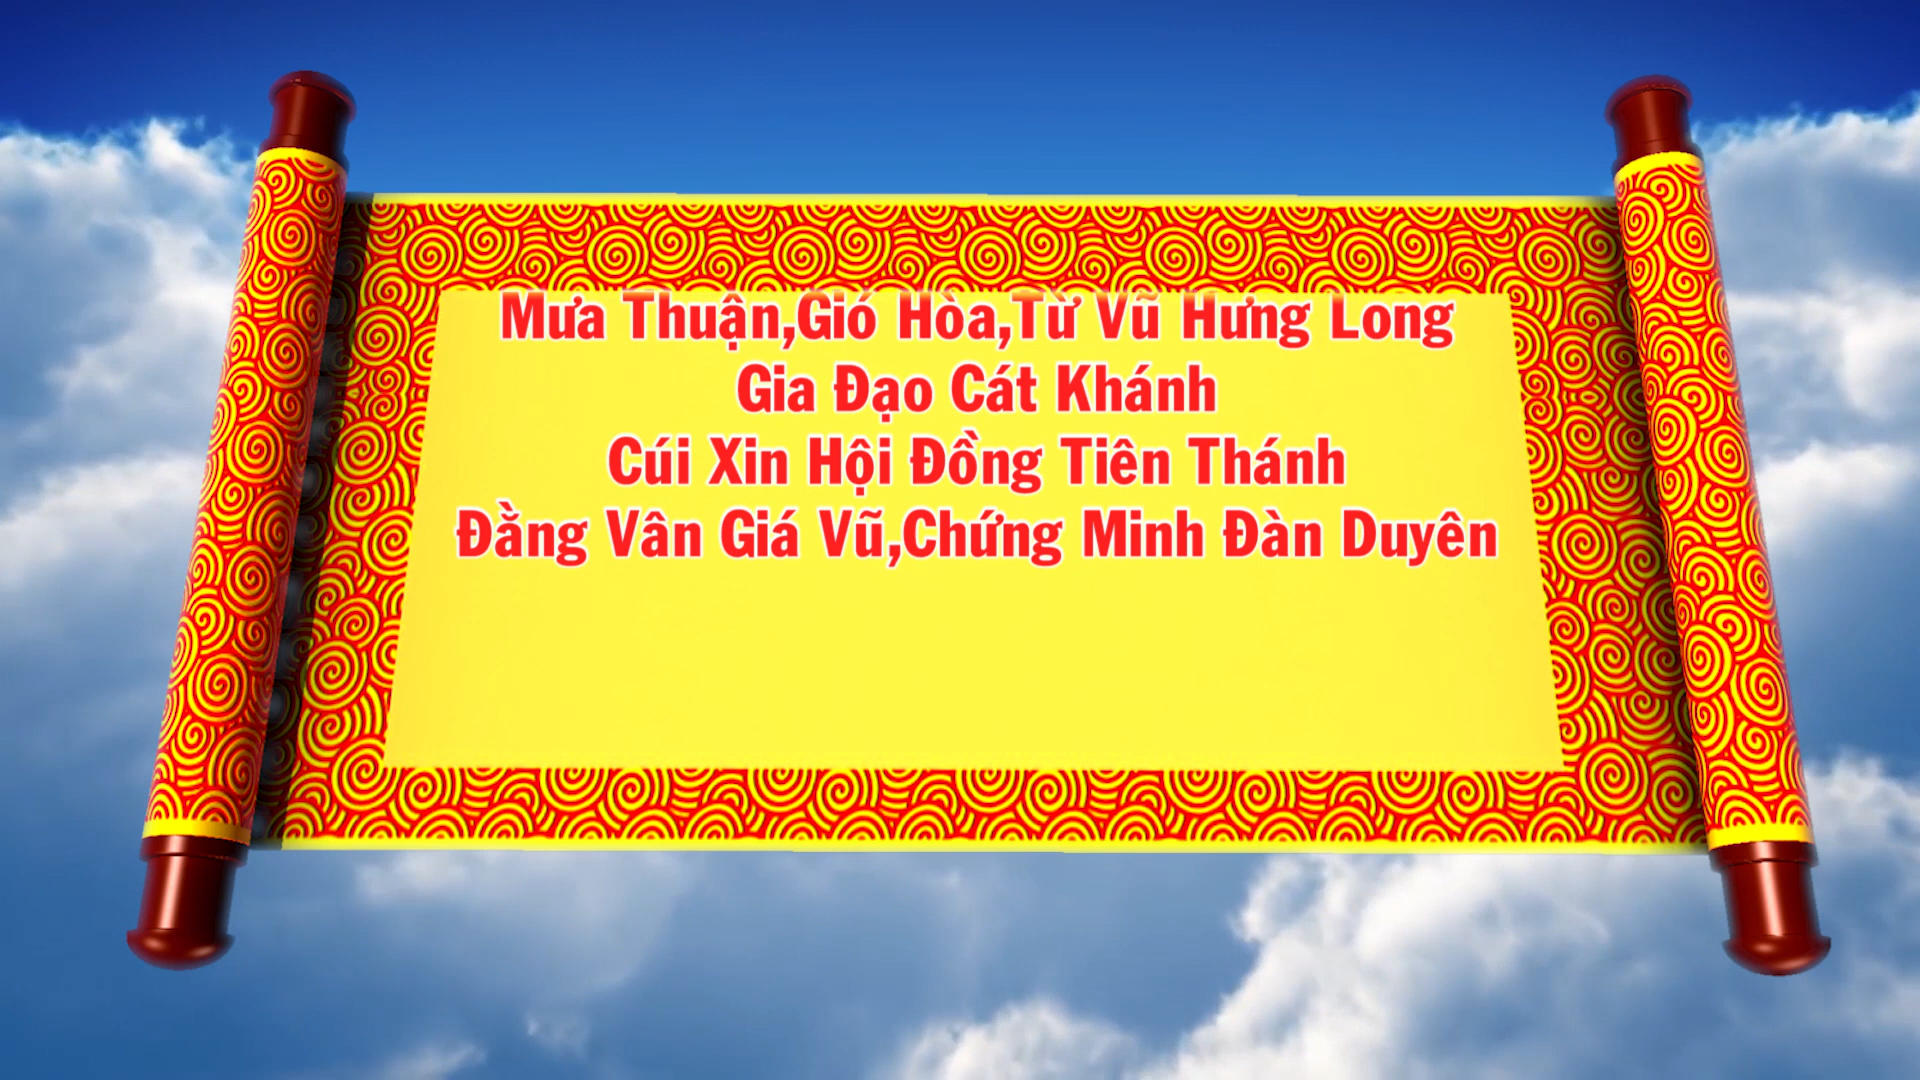 Mưa Thuận,Gió Hòa,Từ Vũ Hưng Long
Gia Đạo Cát Khánh
Cúi Xin Hội Đồng Tiên Thánh
Đằng Vân Giá Vũ,Chứng Minh Đàn Duyên